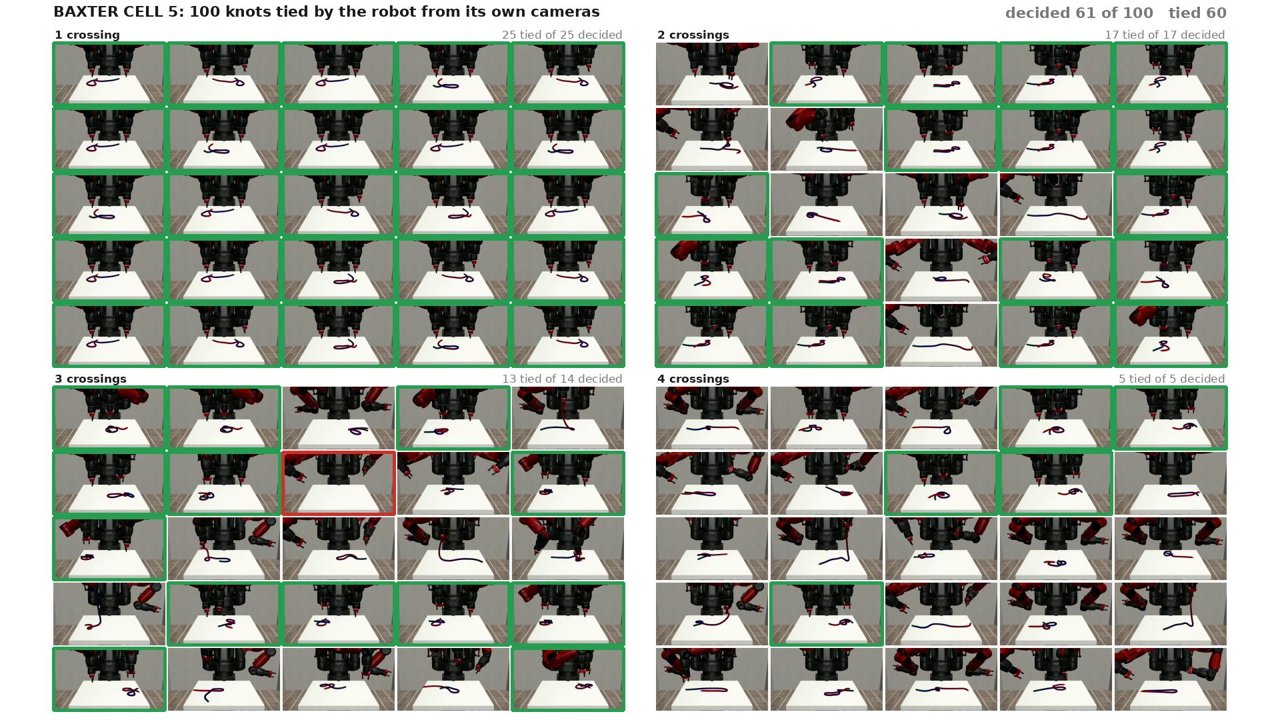 BAXTER CELL 5: 100 knots tied by the robot from its own cameras
decided 61 of 100 tied 60
1 crossing
25 tied of 25 decided
2 crossings
17 tied of 17 decided
3 crossings
13 tied of 14 decided
4 crossings
5 tied of 5 decided